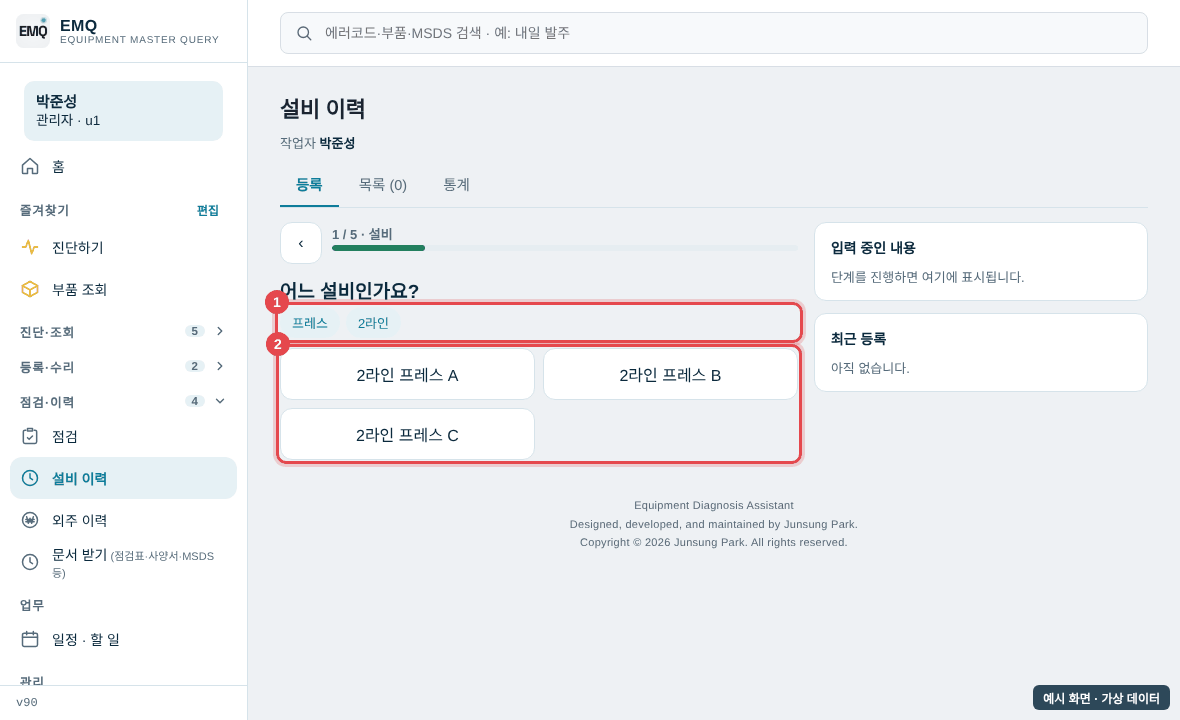 EMQ
EMQ
EQUIPMENT MASTER QUERY
박준성
관리자 · u1
홈
즐겨찾기 편집
진단하기
부품 조회
진단·조회 5
등록·수리 2
점검·이력 4
점검
설비 이력
외주 이력
문서 받기 (점검표·사양서·MSDS
등)
업무
일정 · 할 일
관리
v90
에러코드·부품·MSDS 검색 · 예: 내일 발주
설비 이력
작업자 박준성
등록 목록 (0) 통계
‹
1 / 5 · 설비
어느 설비인가요?
1
프레스 2라인
2
2라인 프레스 A 2라인 프레스 B
2라인 프레스 C
입력 중인 내용
단계를 진행하면 여기에 표시됩니다.
최근 등록
아직 없습니다.
Equipment Diagnosis Assistant
Designed, developed, and maintained by Junsung Park.
Copyright © 2026 Junsung Park. All rights reserved.
예시 화면 · 가상 데이터